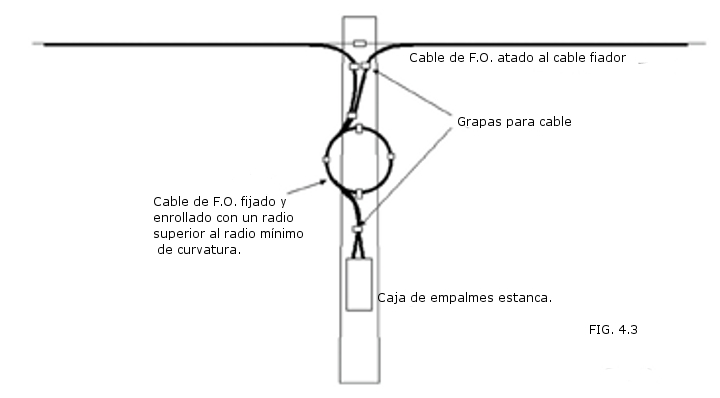 Cable de F.O. atado al cable fiador
Grapas para cable
Cable de F.O. fijado y
enrollado con un radio
superior al radio mínimo
de curvatura.
Caja de empalmes estanca.
FIG. 4.3